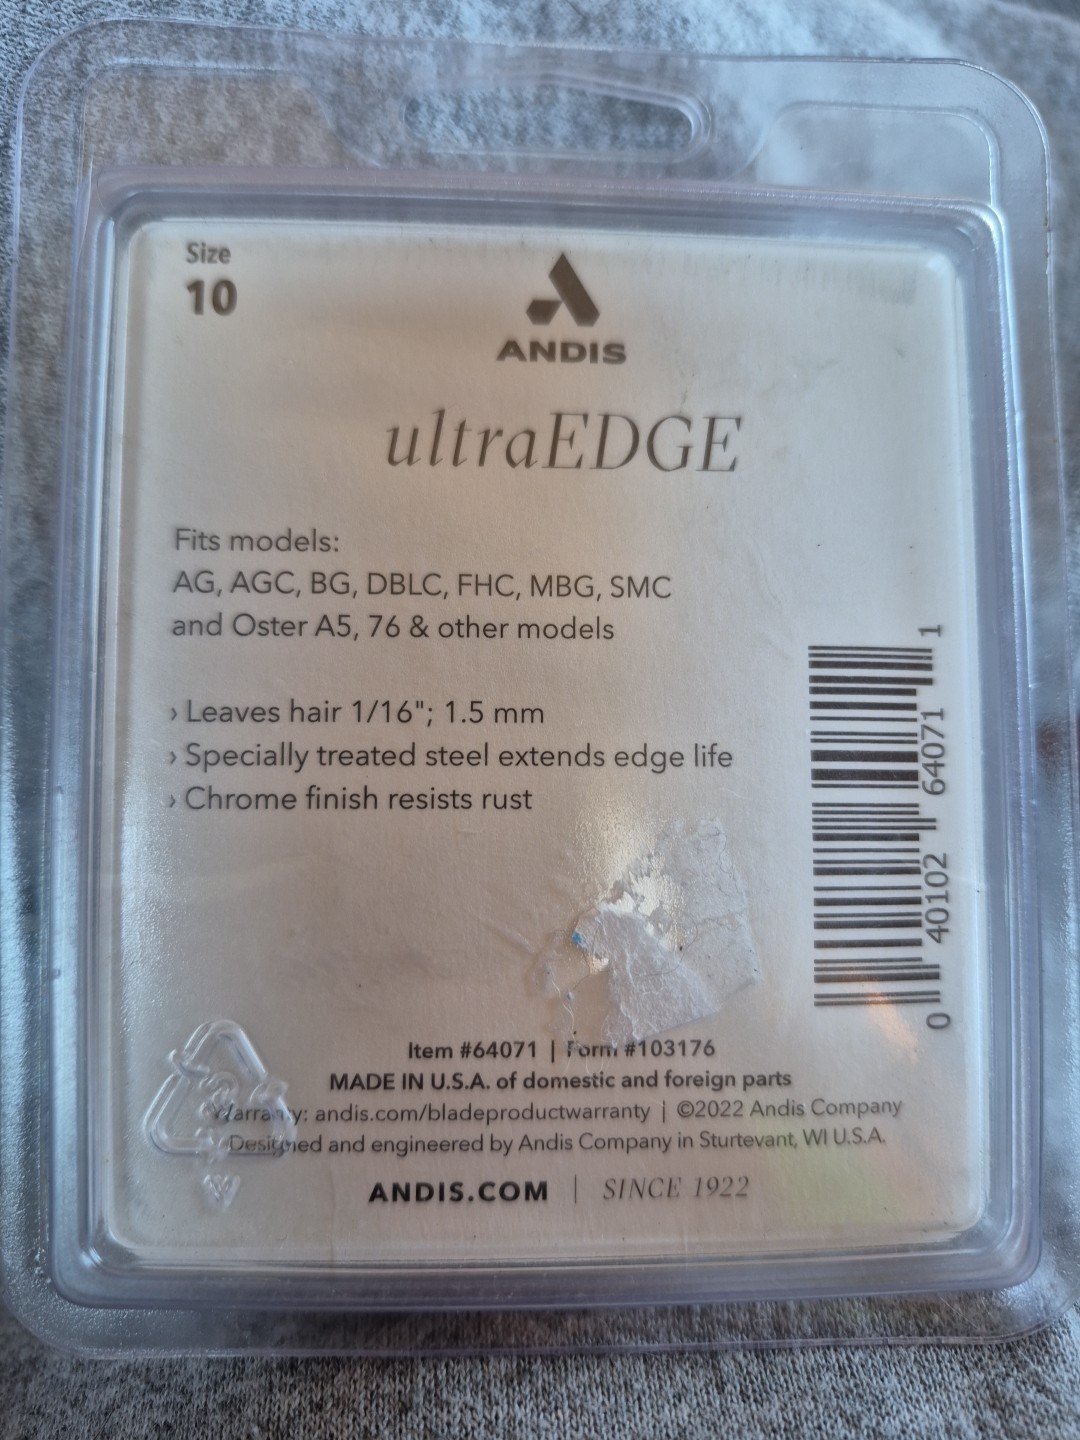 Size
10
ANDIS
ultraEDGE
Fits models:
AG, AGC, BG, DBLC, FHC, MBG, SMC
and Oster A5, 76 & other models
› Leaves hair 1/16"; 1.5 mm
› Specially treated steel extends edge life
› Chrome finish resists rust
0 40102 64071 1
Item #64071 | Form #103176
MADE IN U.S.A. of domestic and foreign parts
Warranty: andis.com/bladeproductwarranty | ©2022 Andis Company
Designed and engineered by Andis Company in Sturtevant, WI U.S.A.
ANDIS.COM | SINCE 1922